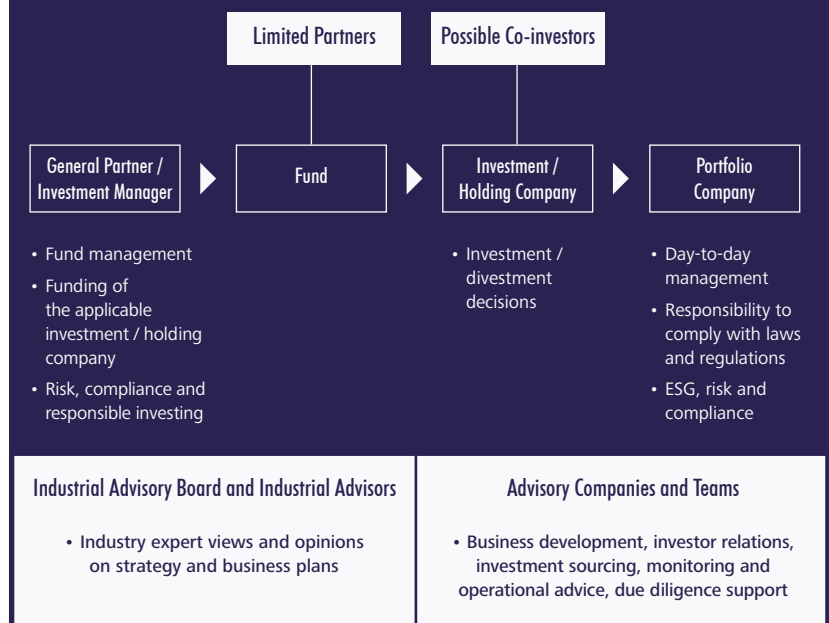 Limited Partners
Possible Co-investors
General Partner /
Investment Manager
Fund
Investment /
Holding Company
Portfolio
Company
• Fund management
• Funding of
the applicable
investment / holding
company
• Risk, compliance and
responsible investing
• Investment /
divestment
decisions
• Day-to-day
management
• Responsibility to
comply with laws
and regulations
• ESG, risk and
compliance
Industrial Advisory Board and Industrial Advisors
• Industry expert views and opinions
on strategy and business plans
Advisory Companies and Teams
• Business development, investor relations,
investment sourcing, monitoring and
operational advice, due diligence support